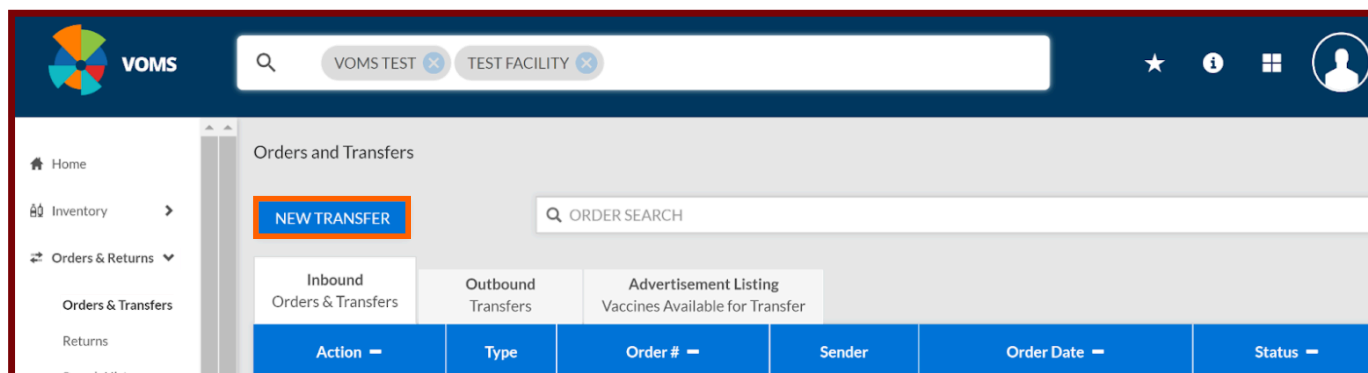 VOMS
VOMS TEST
TEST FACILITY
Home
Inventory
Orders & Returns
Orders & Transfers
Returns
Orders and Transfers
NEW TRANSFER
ORDER SEARCH
Inbound
Orders & Transfers
Outbound
Transfers
Advertisement Listing
Vaccines Available for Transfer
Action Type Order # Sender Order Date Status